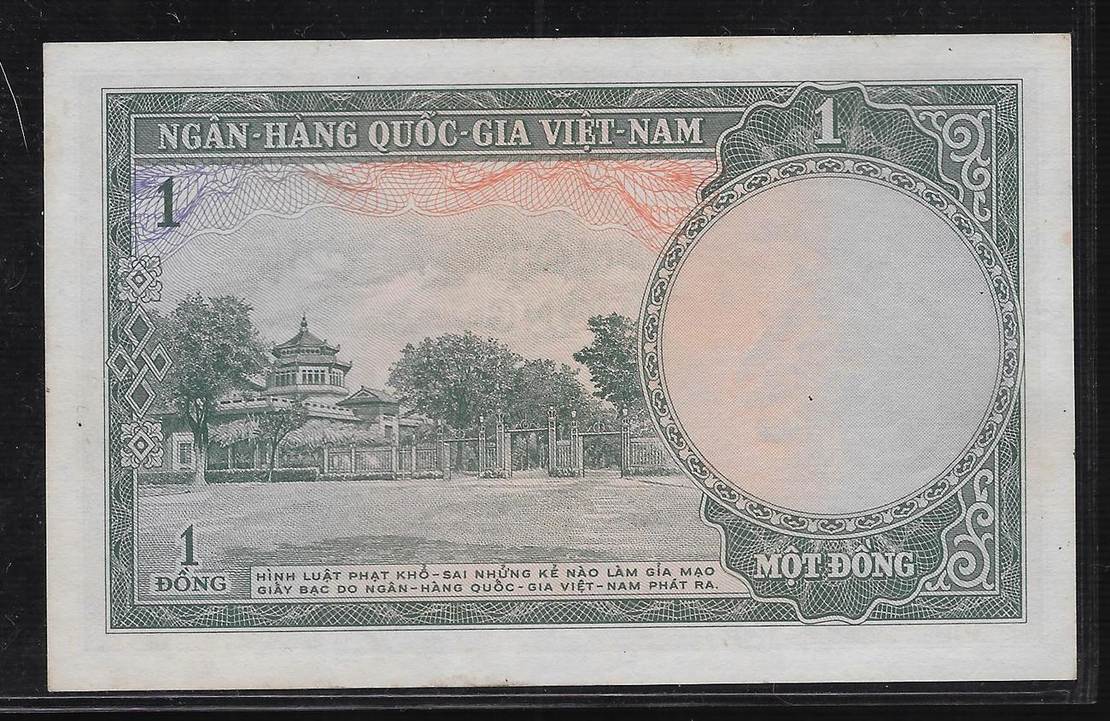 NGÂN-HÀNG QUỐC-GIA VIỆT-NAM
1
1
1
ĐỒNG
HÌNH LUẬT PHẠT KHỔ-SAI NHỮNG KẺ NÀO LÀM GỈA MẠO
GIẤY BẠC DO NGÂN-HÀNG QUỐC-GIA VIỆT-NAM PHÁT RA.
MỘT ĐỒNG